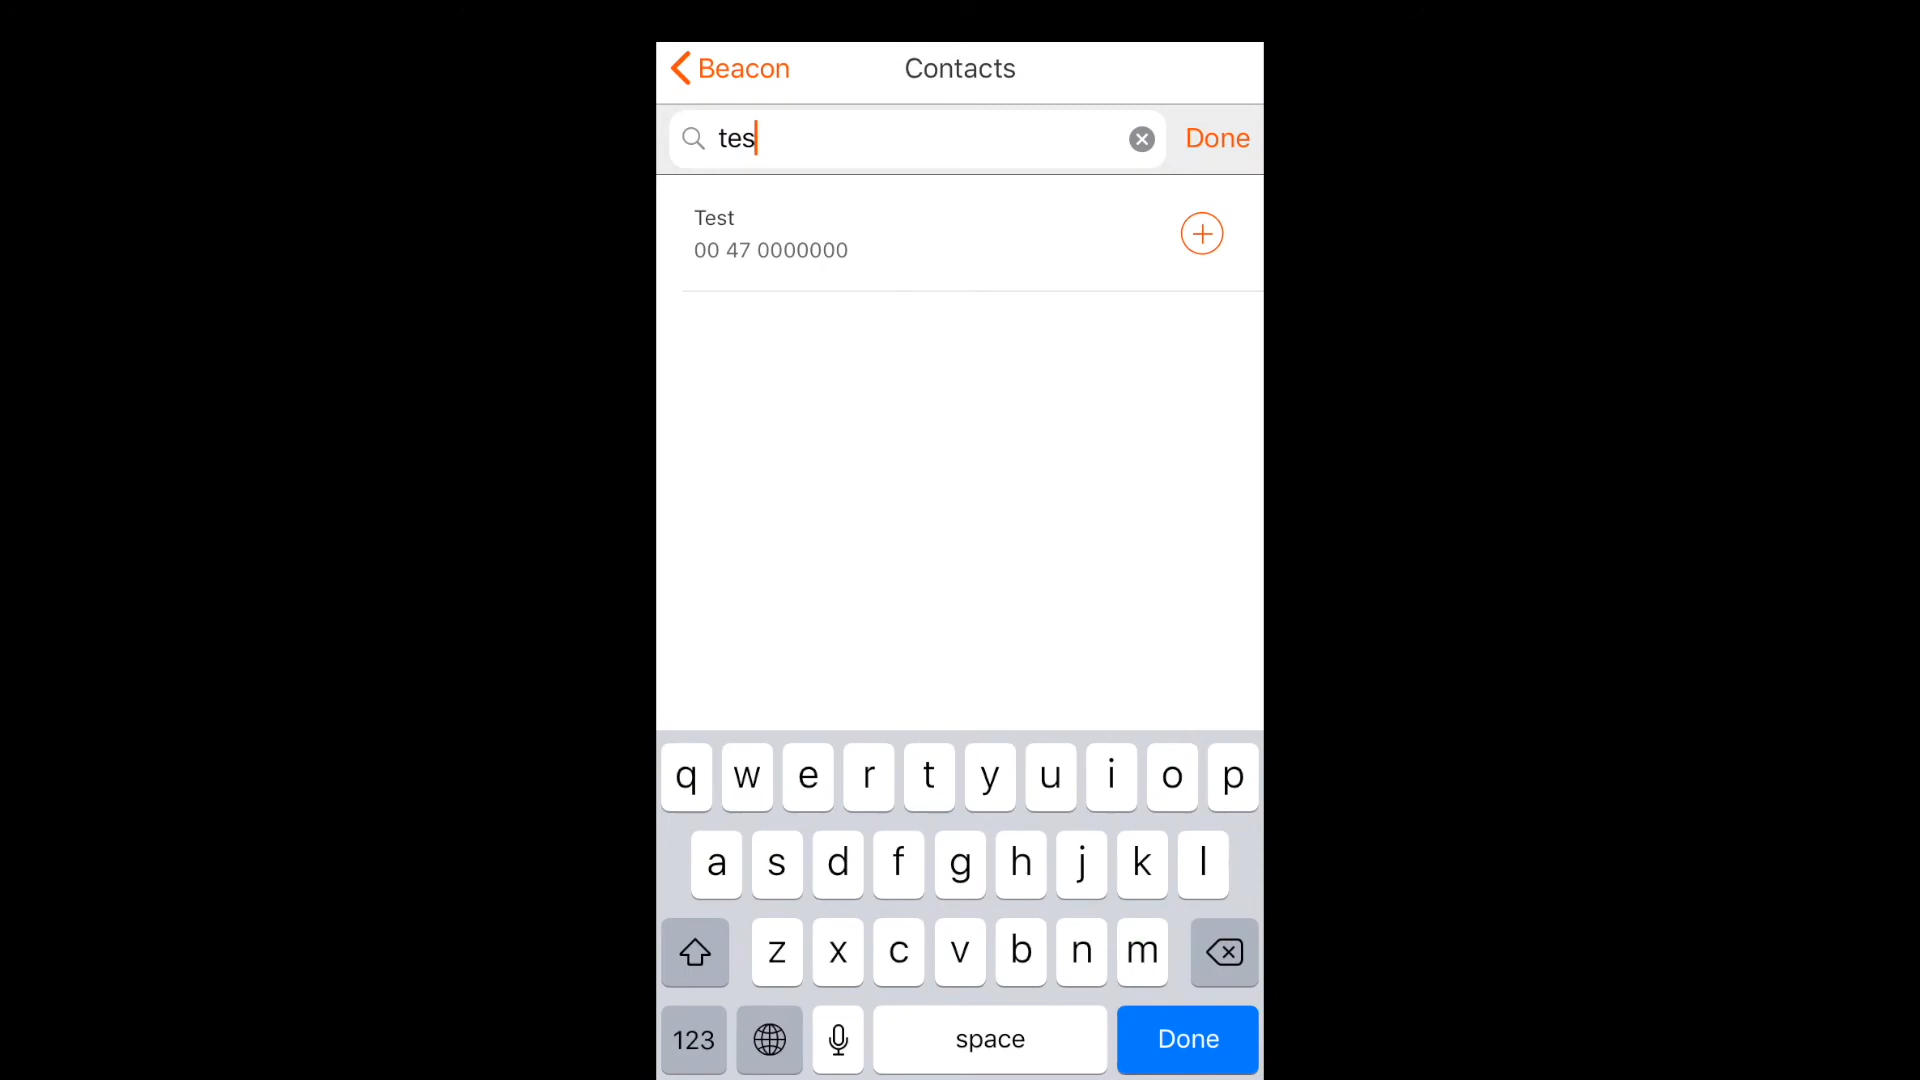 Beacon Contacts
tes Done
Test
00 47 0000000
q w e r t y u i o p
a s d f g h j k l
z x c v b n m
123 space Done